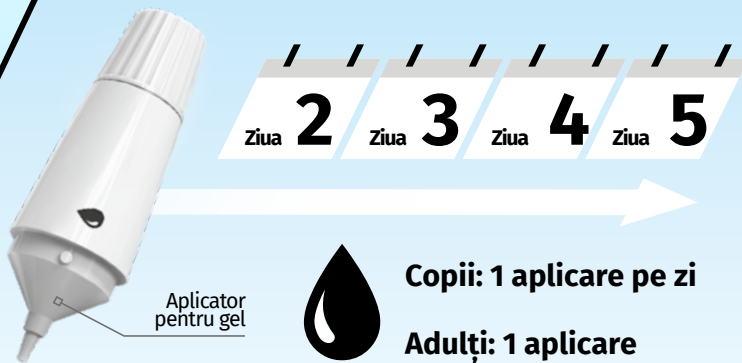 Ziua 2 Ziua 3 Ziua 4 Ziua 5
Aplicator
pentru gel
Copii: 1 aplicare pe zi
Adulți: 1 aplicare